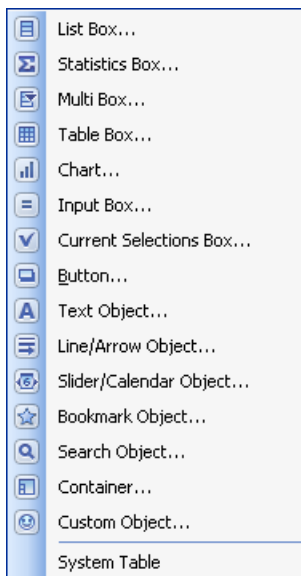 List Box...
Statistics Box...
Multi Box...
Table Box...
Chart...
Input Box...
Current Selections Box...
Button...
Text Object...
Line/Arrow Object...
Slider/Calendar Object...
Bookmark Object...
Search Object...
Container...
Custom Object...
System Table